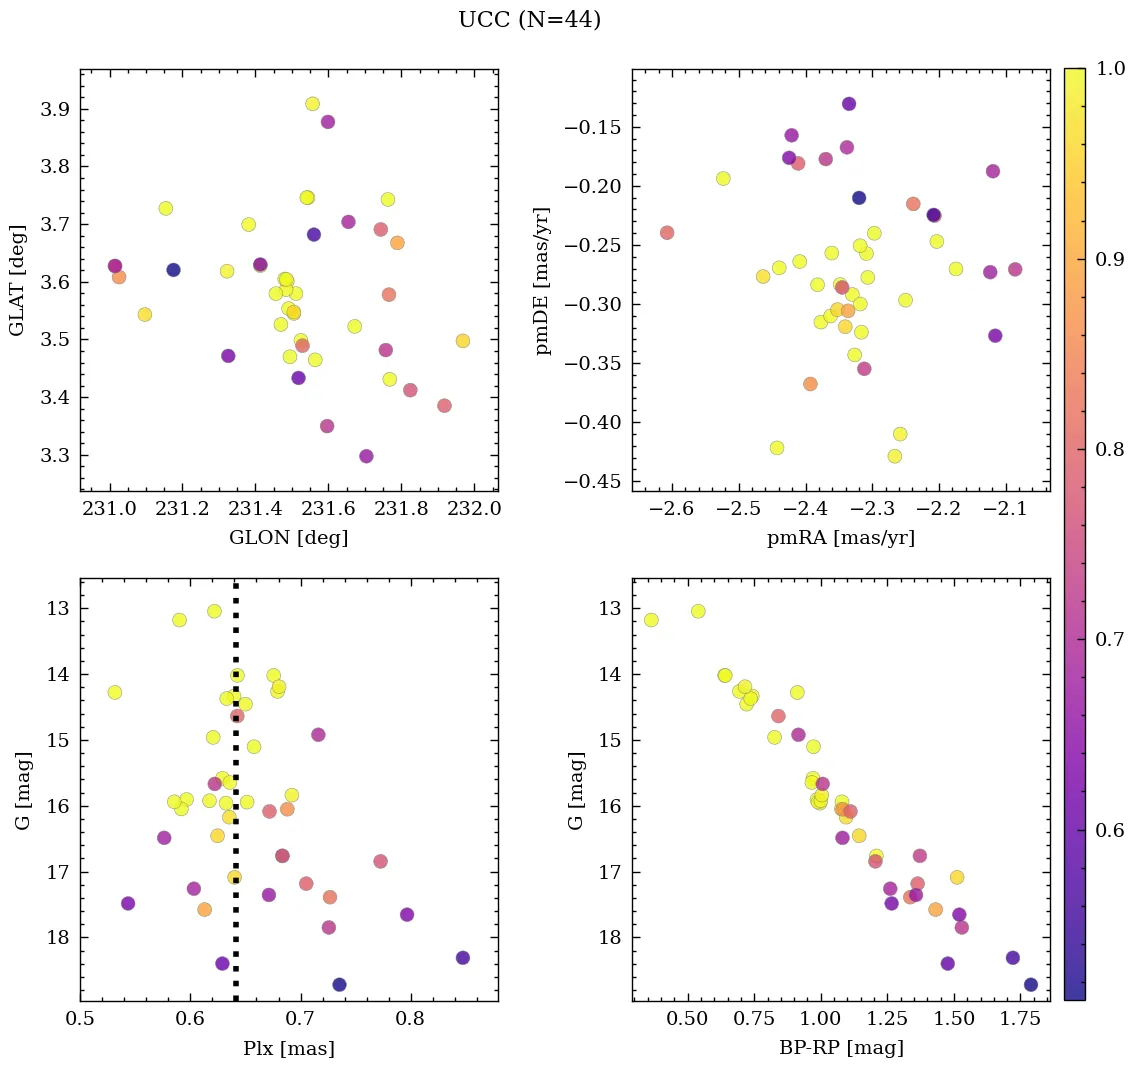 UCC (N=44)
3.9
3.8
3.7
3.6
3.5
3.4
3.3
GLAT [deg]
231.0 231.2 231.4 231.6 231.8 232.0
GLON [deg]
−0.15
−0.20
−0.25
−0.30
−0.35
−0.40
−0.45
pmDE [mas/yr]
−2.6 −2.5 −2.4 −2.3 −2.2 −2.1
pmRA [mas/yr]
1.0
0.9
0.8
0.7
0.6
13
14
15
16
17
18
G [mag]
0.5 0.6 0.7 0.8
Plx [mas]
13
14
15
16
17
18
G [mag]
0.50 0.75 1.00 1.25 1.50 1.75
BP-RP [mag]